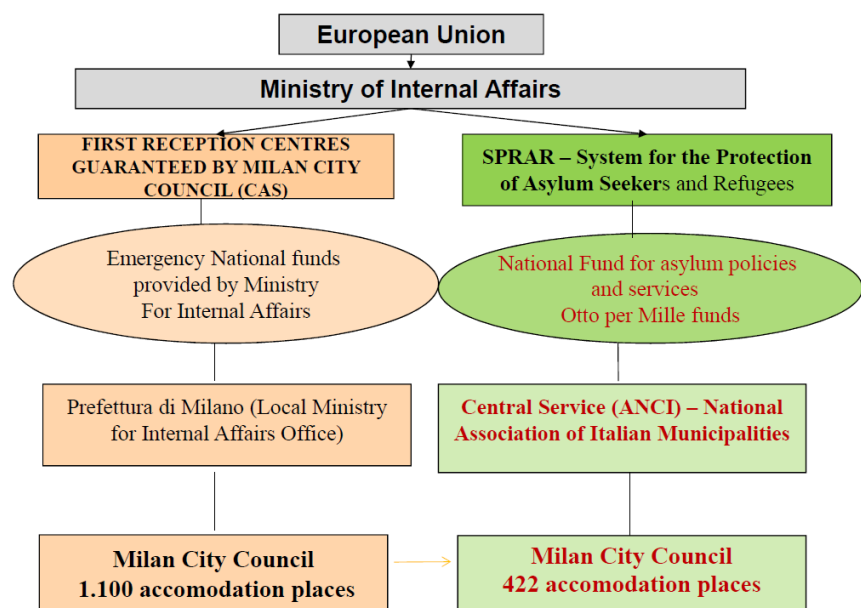 European Union
Ministry of Internal Affairs
FIRST RECEPTION CENTRES
GUARANTEED BY MILAN CITY
COUNCIL (CAS)
SPRAR – System for the Protection
of Asylum Seekers and Refugees
Emergency National funds
provided by Ministry
For Internal Affairs
National Fund for asylum policies
and services
Otto per Mille funds
Prefettura di Milano (Local Ministry
for Internal Affairs Office)
Central Service (ANCI) – National
Association of Italian Municipalities
Milan City Council
1.100 accomodation places
Milan City Council
422 accomodation places